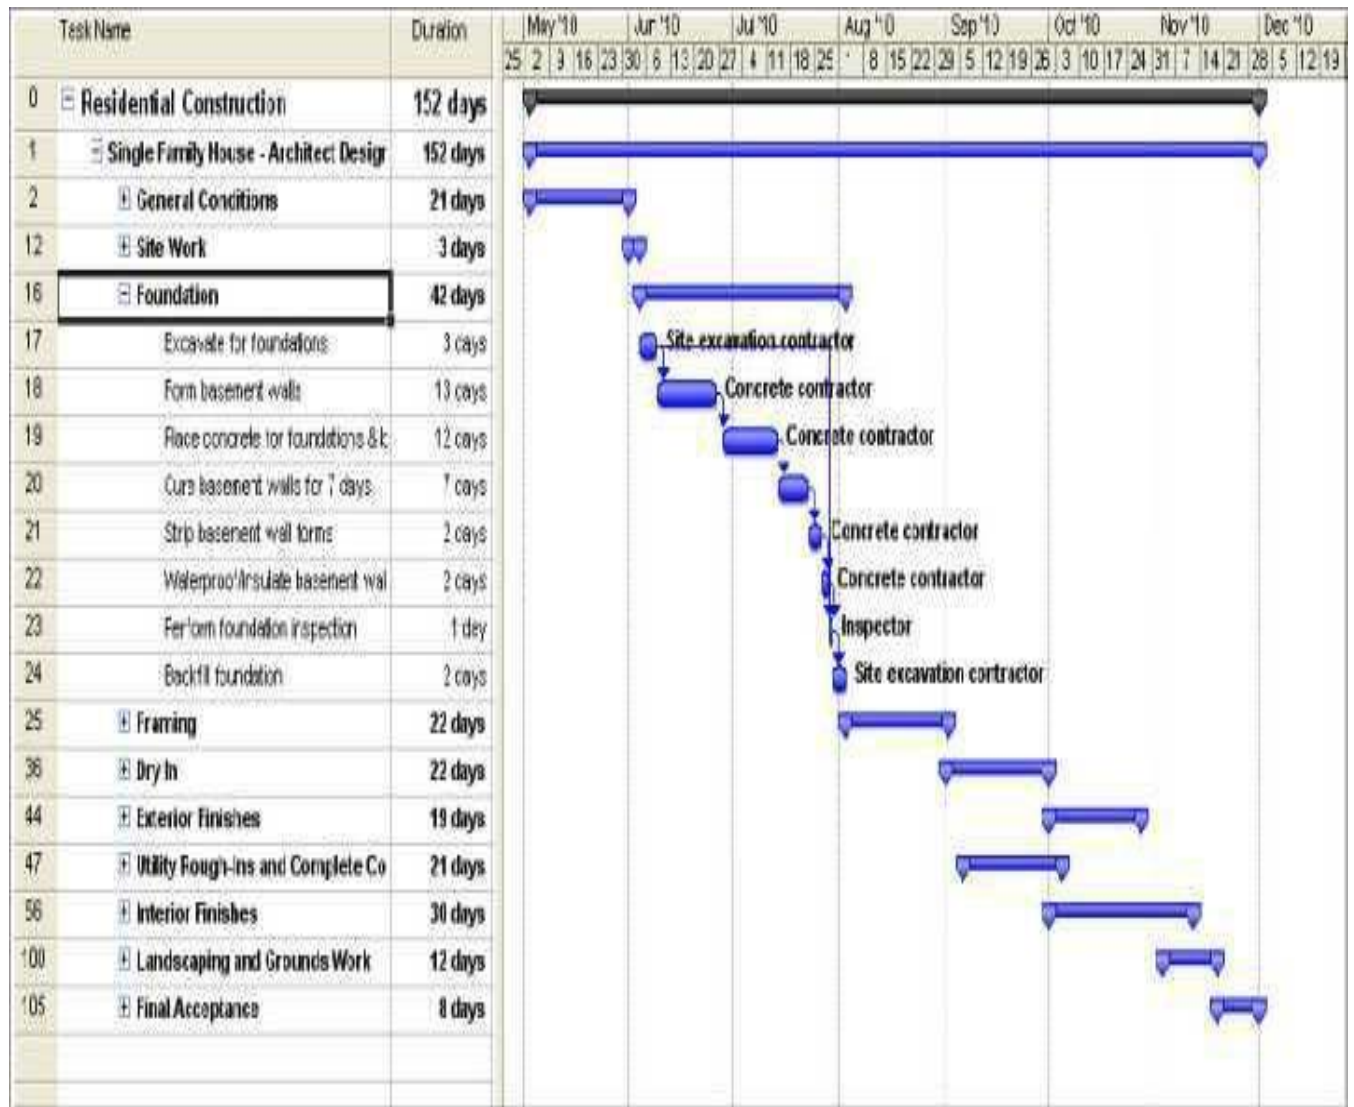 Task Name Duration May '10 Jun '10 Jul '10 Aug '10 Sep '10 Oct '10 Nov '10 Dec '10
25 2 9 16 23 30 6 13 20 27 4 11 18 25 1 8 15 22 29 5 12 19 26 3 10 17 24 31 7 14 21 28 5 12 19
0 Residential Construction 152 days
1 Single Family House - Architect Design 152 days
2 General Conditions 21 days
12 Site Work 3 days
16 Foundation 42 days
17 Excavate for foundations 3 days Site excavation contractor
18 Form basement walls 13 days Concrete contractor
19 Place concrete for foundations & b 12 days Concrete contractor
20 Cure basement walls for 7 days 7 days
21 Strip basement wall forms 2 days Concrete contractor
22 Waterproof/insulate basement wal 2 days Concrete contractor
23 Perform foundation inspection 1 day Inspector
24 Backfill foundation 2 days Site excavation contractor
25 Framing 22 days
36 Dry In 22 days
44 Exterior Finishes 19 days
47 Utility Rough-Ins and Complete Co 21 days
56 Interior Finishes 30 days
100 Landscaping and Grounds Work 12 days
105 Final Acceptance 8 days